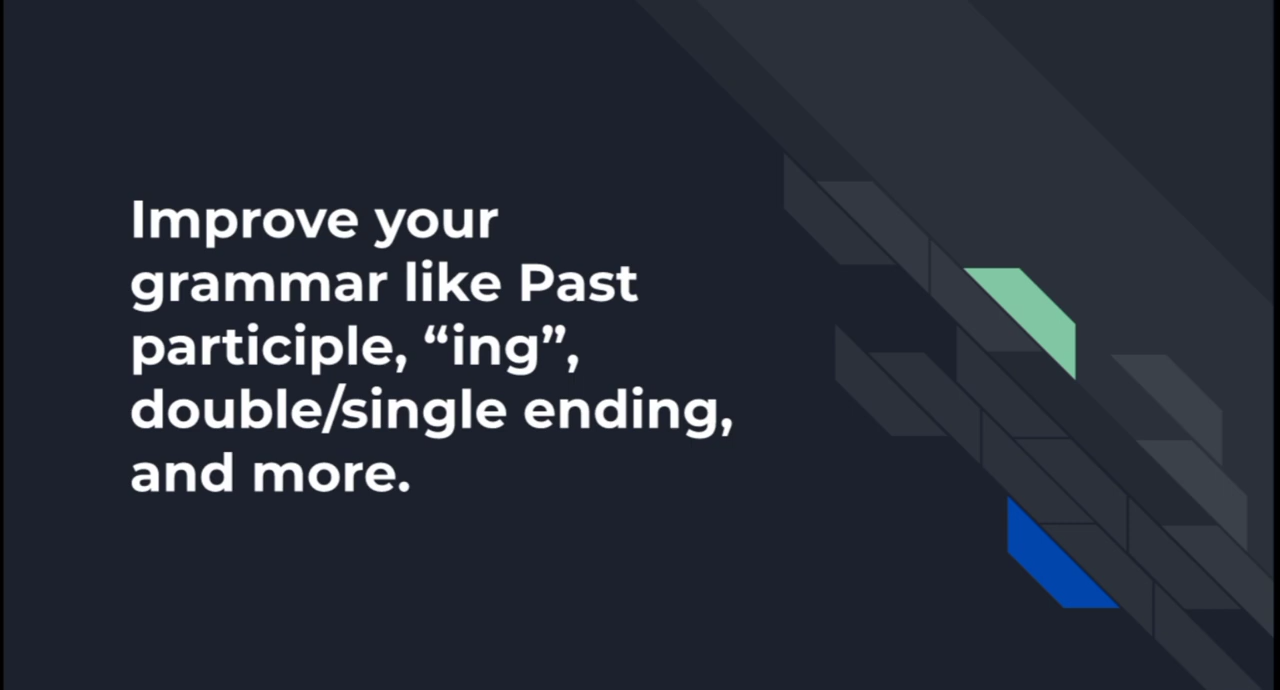 Improve your
grammar like Past
participle, “ing”,
double/single ending,
and more.